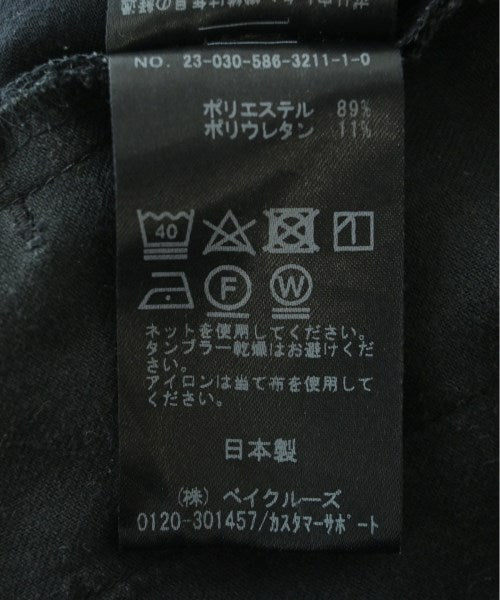 NO. 23-030-586-3211-1-0
ポリエステル 89%
ポリウレタン 11%
40
F W
ネットを使用してください。
タンブラー乾燥はお避けくだ
さい。
アイロンは当て布を使用して
ください。
日本製
(株) ベイクルーズ
0120-301457/カスタマーサポート